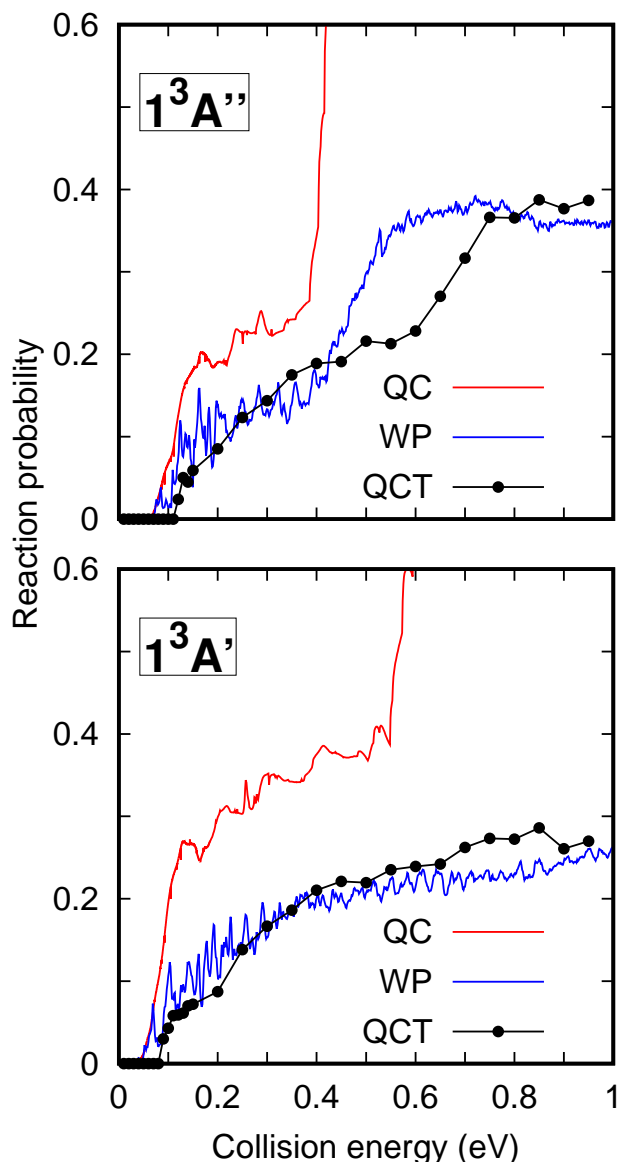 0.6
1³A’’
0.4
0.2
QC
WP
QCT
0
Reaction probability
0.6
1³A’
0.4
0.2
QC
WP
QCT
0
0 0.2 0.4 0.6 0.8 1
Collision energy (eV)